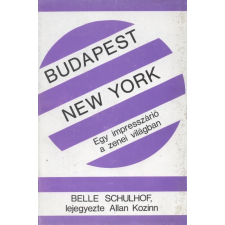 BUDAPEST
NEW YORK
Egy impresszárió
a zenei világban
BELLE SCHULHOF,
lejegyezte Allan Kozinn